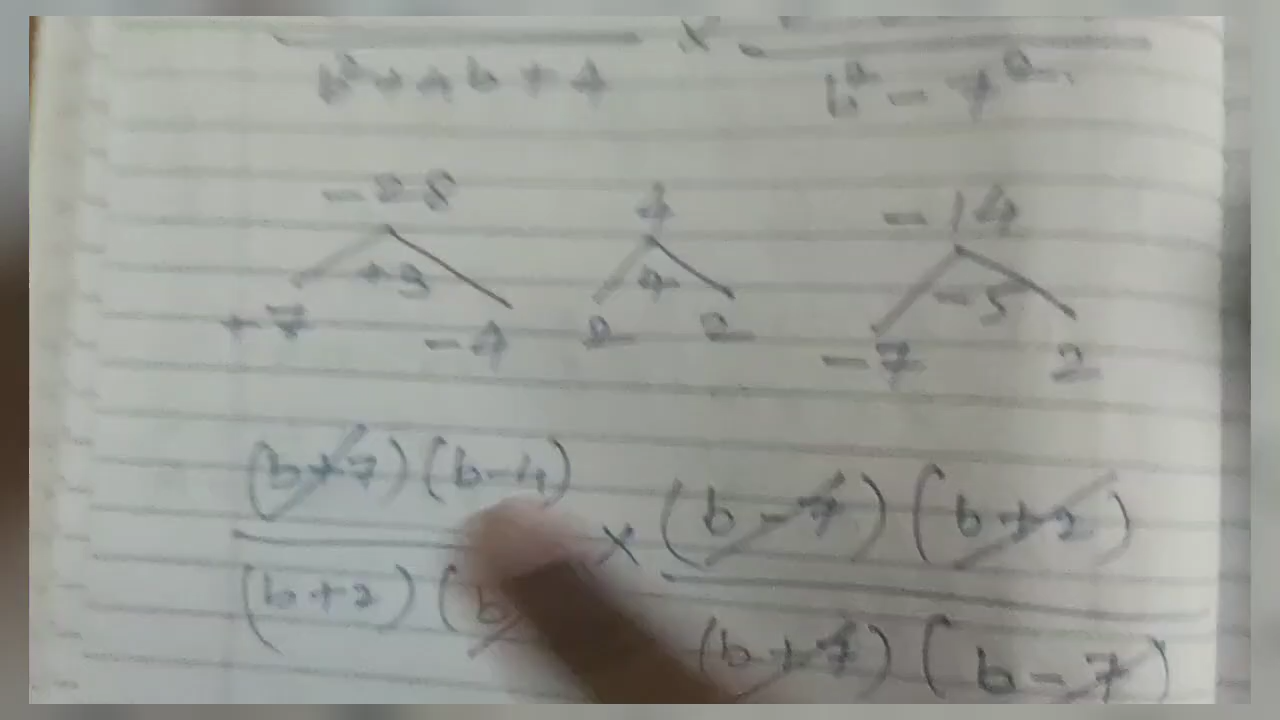 b² + 4b + 4 × b² - 7²
-28 4 -14
+3 4 -5
+7 -4 2 2 -7 2
(b+7)(b-4) × (b-7)(b+2)
(b+2)(b (b+7)(b-7)